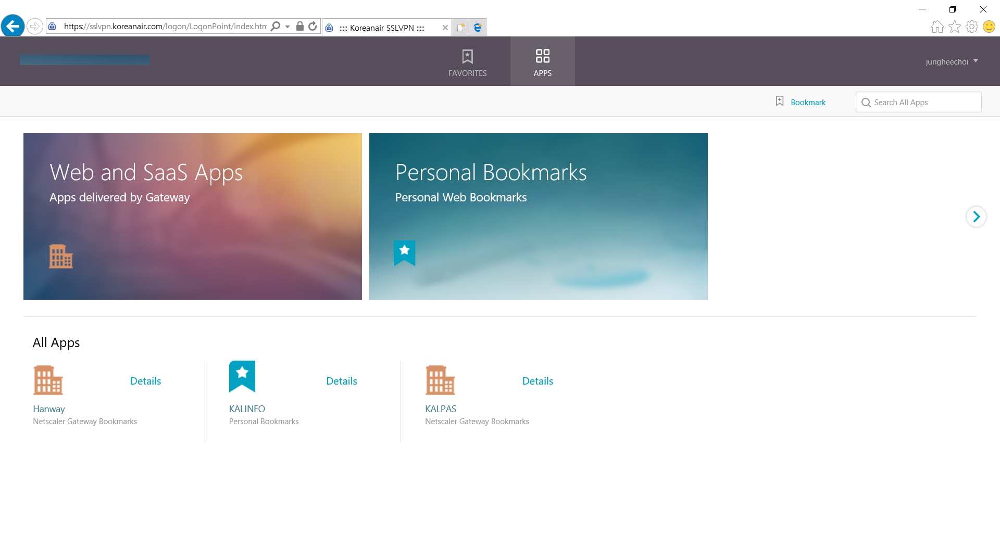 https://sslvpn.koreanair.com/logon/LogonPoint/index.htm
::::: Koreanair SSLVPN :::::
FAVORITES
APPS
jungheechoi
Bookmark
Search All Apps
Web and SaaS Apps
Apps delivered by Gateway
Personal Bookmarks
Personal Web Bookmarks
All Apps
Details
Details
Details
Hanway
KALINFO
KALPAS
Netscaler Gateway Bookmarks
Personal Bookmarks
Netscaler Gateway Bookmarks